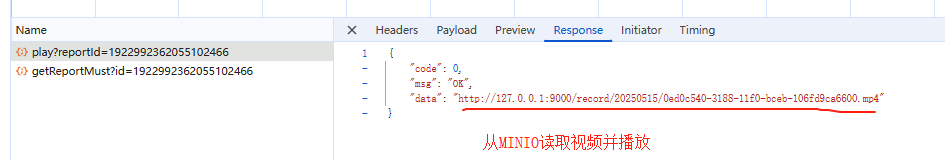 Name
Headers Payload Preview Response Initiator Timing
play?reportId=1922992362055102466
getReportMust?id=1922992362055102466
1 {
- "code": 0,
- "msg": "OK",
- "data": "http://127.0.0.1:9000/record/20250515/0ed0c540-3188-11f0-bceb-106fd9ca6600.mp4"
- }
从MINIO读取视频并播放